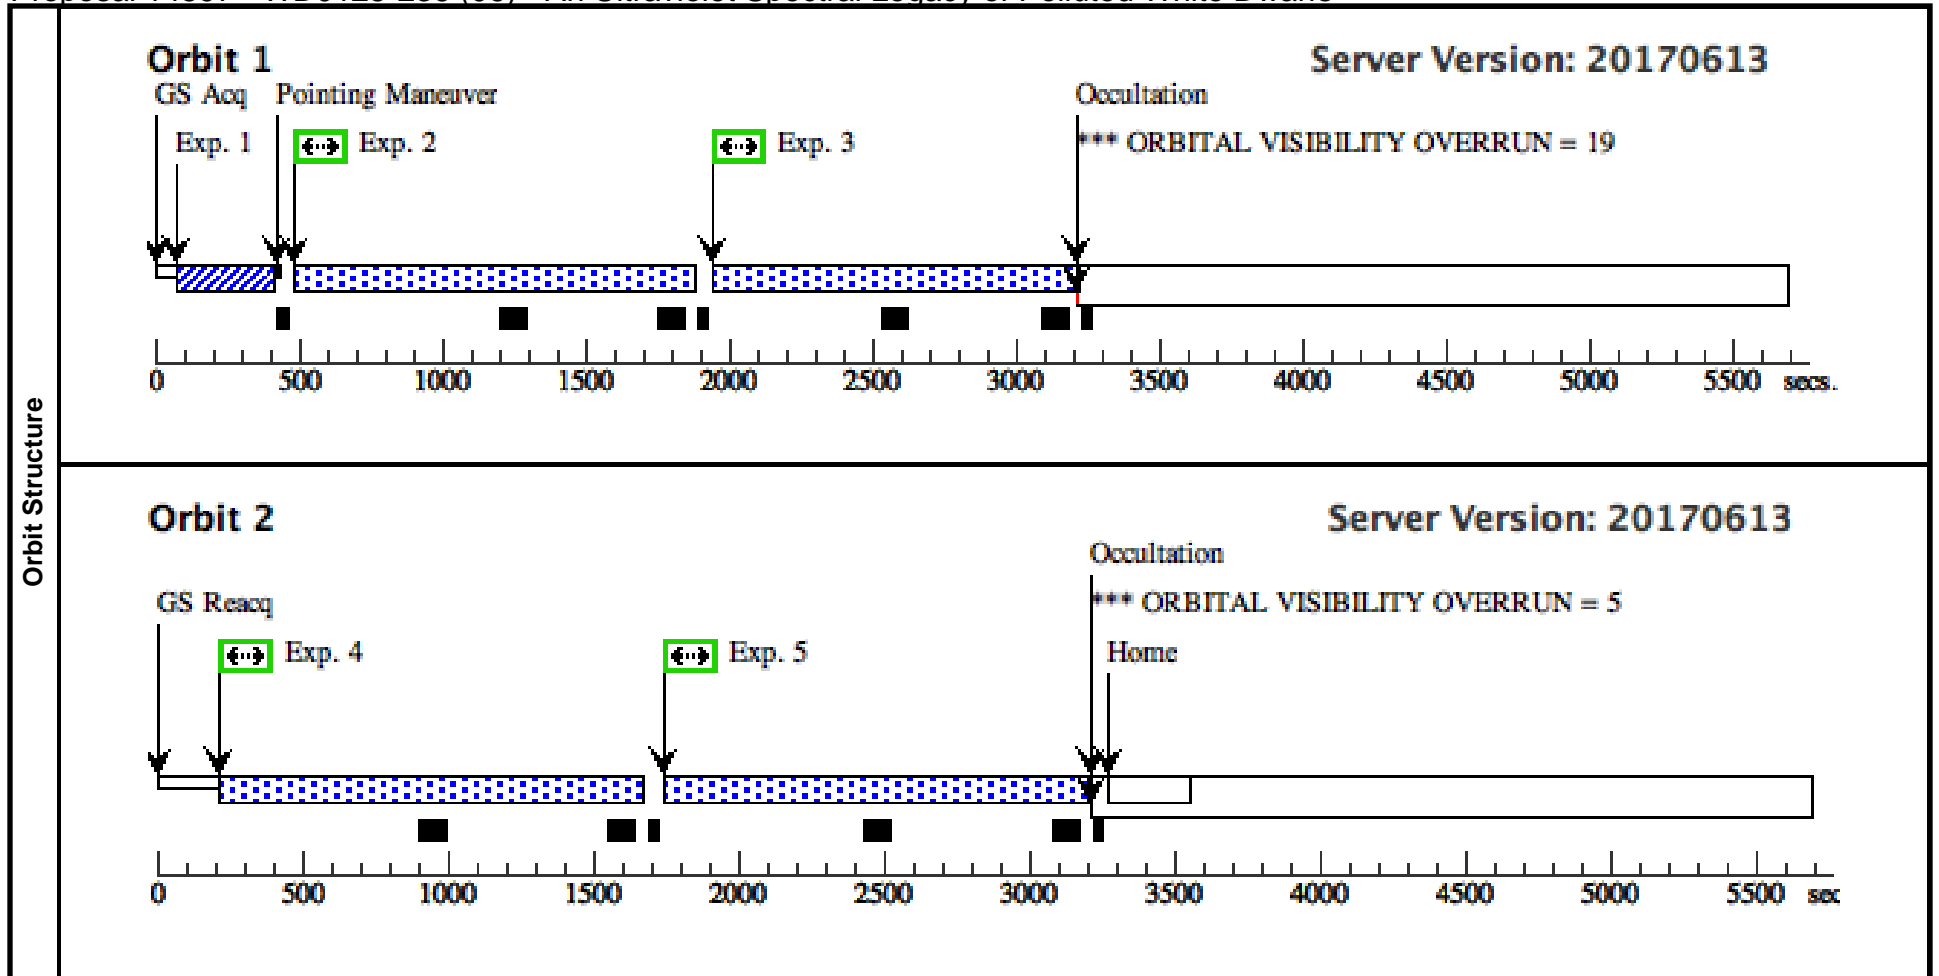 Orbit 1
Server Version: 20170613
GS Acq Pointing Maneuver Occultation
Exp. 1 Exp. 2 Exp. 3 *** ORBITAL VISIBILITY OVERRUN = 19
0 500 1000 1500 2000 2500 3000 3500 4000 4500 5000 5500 secs.
Orbit Structure
Orbit 2
Server Version: 20170613
Occultation
GS Reacq *** ORBITAL VISIBILITY OVERRUN = 5
Exp. 4 Exp. 5 Home
0 500 1000 1500 2000 2500 3000 3500 4000 4500 5000 5500 sec